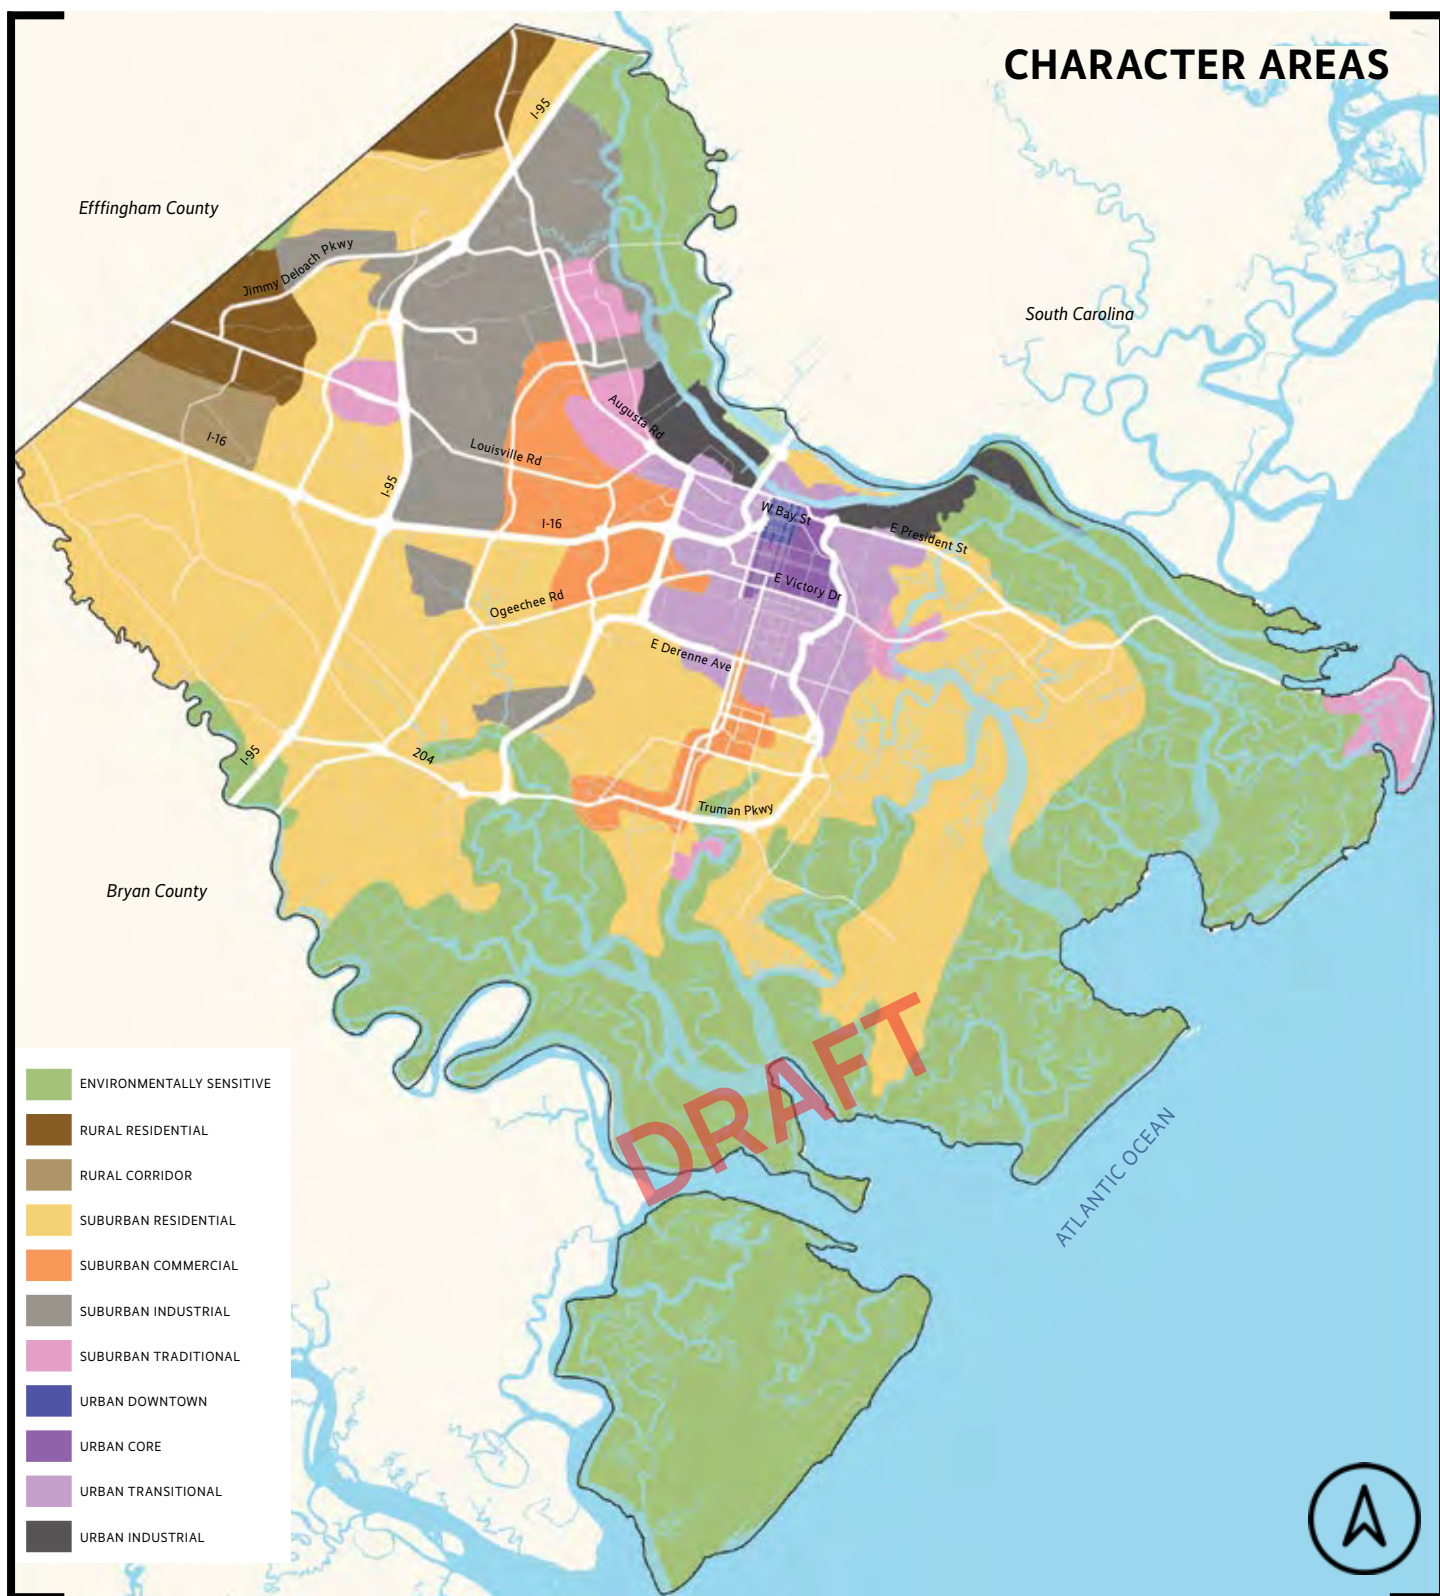 CHARACTER AREAS
I-95
Efffingham County
Jimmy Deloach Pkwy
South Carolina
Augusta Rd
I-16
Louisville Rd
I-95
I-16
W Bay St
E President St
E Victory Dr
Ogeechee Rd
E Derenne Ave
I-95
204
Truman Pkwy
Bryan County
DRAFT
ATLANTIC OCEAN
ENVIRONMENTALLY SENSITIVE
RURAL RESIDENTIAL
RURAL CORRIDOR
SUBURBAN RESIDENTIAL
SUBURBAN COMMERCIAL
SUBURBAN INDUSTRIAL
SUBURBAN TRADITIONAL
URBAN DOWNTOWN
URBAN CORE
URBAN TRANSITIONAL
URBAN INDUSTRIAL